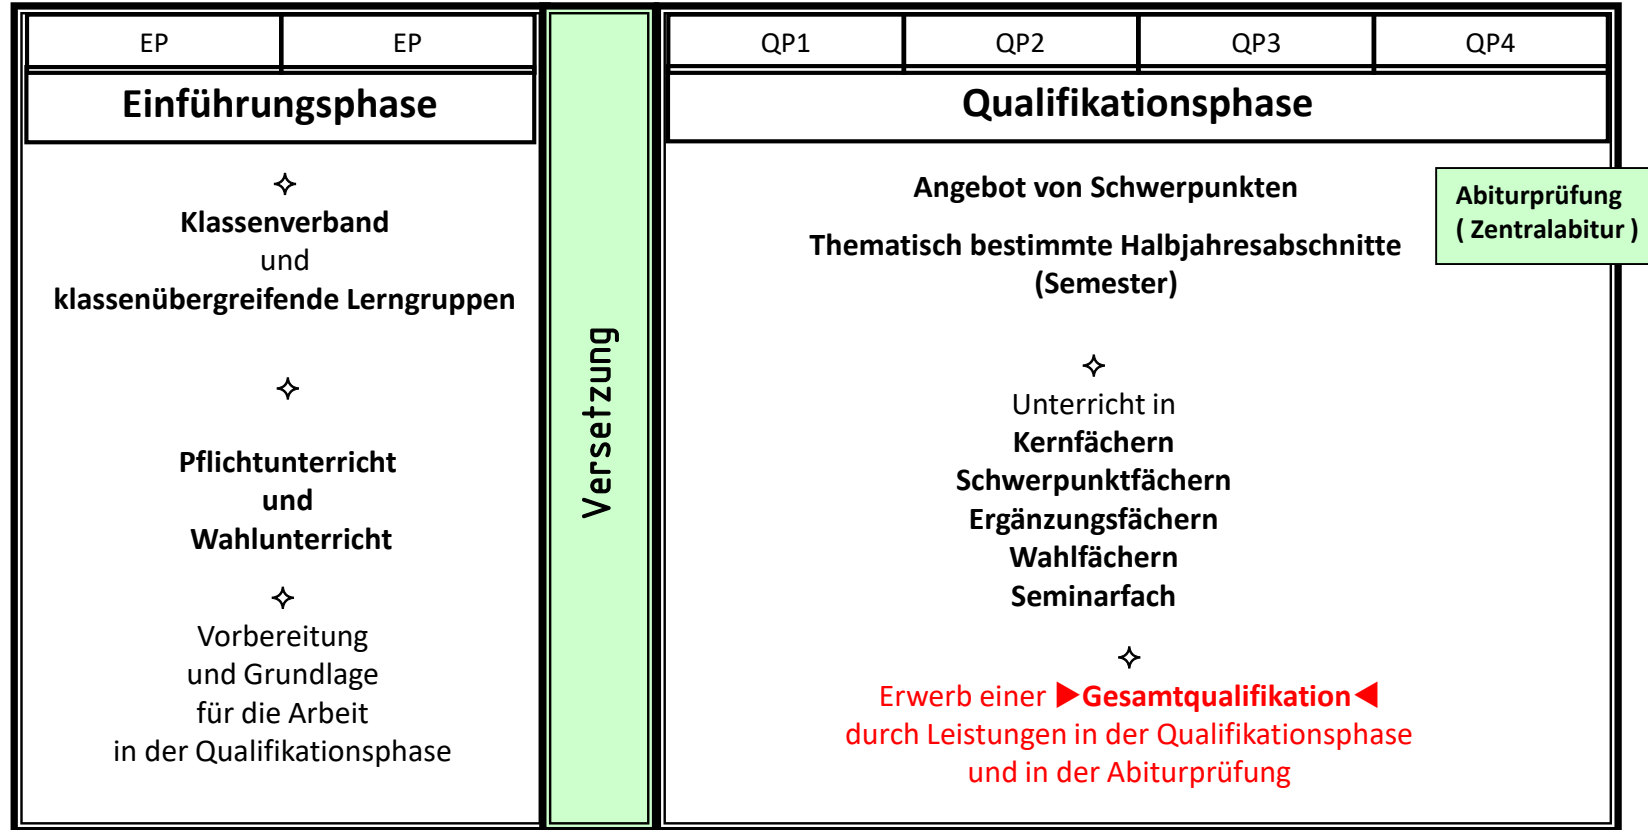 EP EP
Einführungsphase
Klassenverband
und
klassenübergreifende Lerngruppen
Pflichtunterricht
und
Wahlunterricht
Vorbereitung
und Grundlage
für die Arbeit
in der Qualifikationsphase
Versetzung
QP1 QP2 QP3 QP4
Qualifikationsphase
Angebot von Schwerpunkten
Thematisch bestimmte Halbjahresabschnitte
(Semester)
Unterricht in
Kernfächern
Schwerpunktfächern
Ergänzungsfächern
Wahlfächern
Seminarfach
Erwerb einer ▶Gesamtqualifikation◀
durch Leistungen in der Qualifikationsphase
und in der Abiturprüfung
Abiturprüfung
( Zentralabitur )